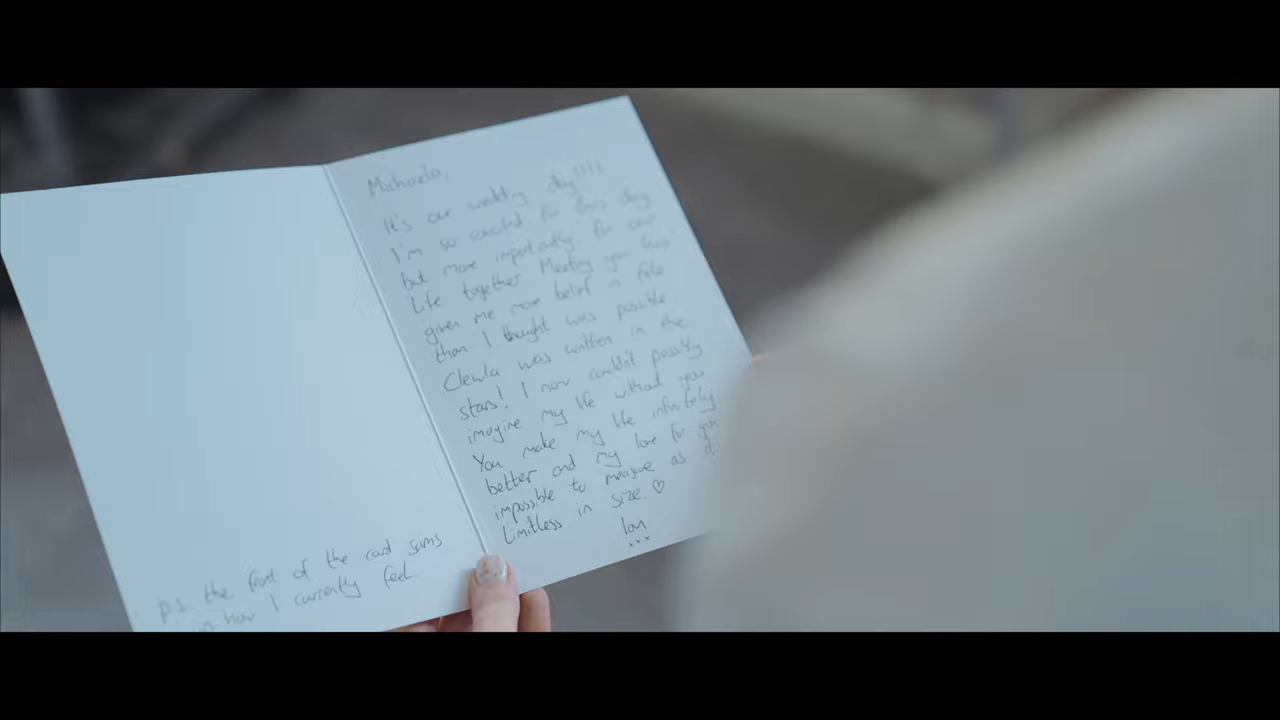 Michaela,
It's our wedding day!!!!
I'm so excited for this day
but more importantly, for our
life together. Meeting you has
given me more belief in fate
than I thought was possible
was written in the
stars! I now couldn't possibly
imagine my life without you
You make my life infinitely
better and my love for you
impossible to measure as it
Limitless in size. ♡
Ian
xxx
p.s. the front of the card sums
up how I currently feel